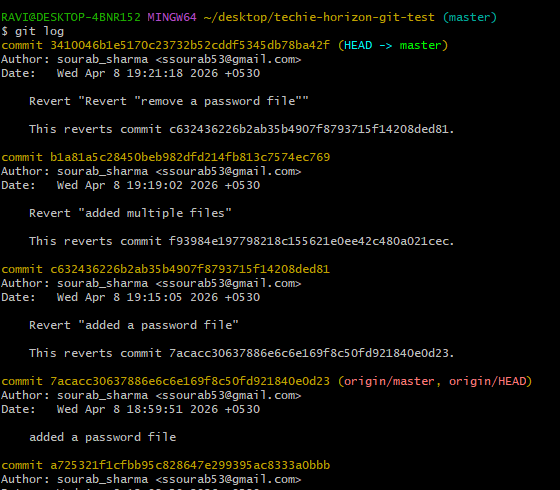 RAVI@DESKTOP-4BNR152 MINGW64 ~/desktop/techie-horizon-git-test (master)
$ git log
commit 3410046b1e5170c23732b52cddf5345db78ba42f (HEAD -> master)
Author: sourab_sharma <ssourab53@gmail.com>
Date:   Wed Apr 8 19:21:18 2026 +0530
Revert "Revert "remove a password file""
This reverts commit c632436226b2ab35b4907f8793715f14208ded81.
commit b1a81a5c28450beb982dfd214fb813c7574ec769
Author: sourab_sharma <ssourab53@gmail.com>
Date:   Wed Apr 8 19:19:02 2026 +0530
Revert "added multiple files"
This reverts commit f93984e197798218c155621e0ee42c480a021cec.
commit c632436226b2ab35b4907f8793715f14208ded81
Author: sourab_sharma <ssourab53@gmail.com>
Date:   Wed Apr 8 19:15:05 2026 +0530
Revert "added a password file"
This reverts commit 7acacc30637886e6c6e169f8c50fd921840e0d23.
commit 7acacc30637886e6c6e169f8c50fd921840e0d23 (origin/master, origin/HEAD)
Author: sourab_sharma <ssourab53@gmail.com>
Date:   Wed Apr 8 18:59:51 2026 +0530
added a password file
commit a725321f1cfbb95c828647e299395ac8333a0bbb
Author: sourab_sharma <ssourab53@gmail.com>